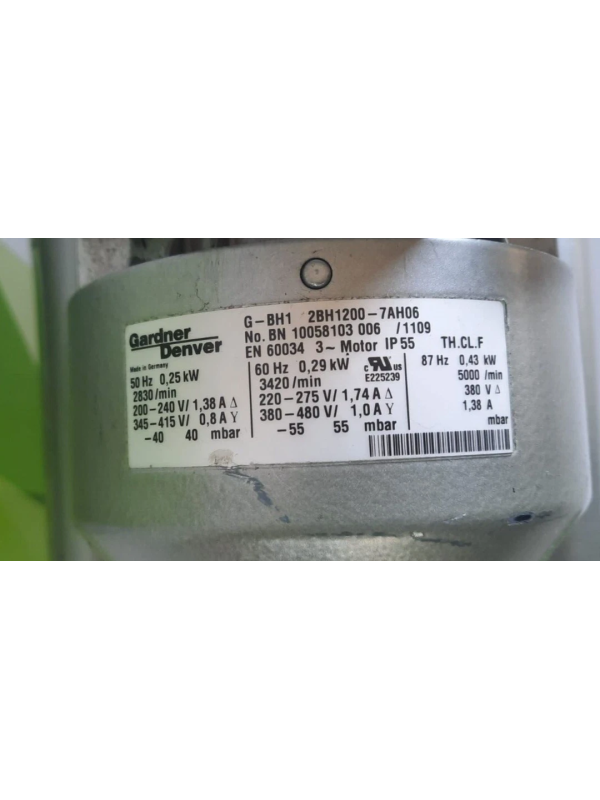 G-BH1 2BH1200-7AH06
Gardner
Denver
No. BN 10058103 006 /1109
EN 60034 3~ Motor IP 55 TH.CL.F
Made in Germany
50 Hz 0,25 kW
2830/min
200-240 V/ 1,38 A Δ
345-415 V/ 0,8 A Y
-40 40 mbar
60 Hz 0,29 kW
3420/min
220-275 V/ 1,74 A Δ
380-480 V/ 1,0 A Y
-55 55 mbar
c RU us
E225239
87 Hz 0,43 kW
5000 /min
380 V Δ
1,38 A
mbar